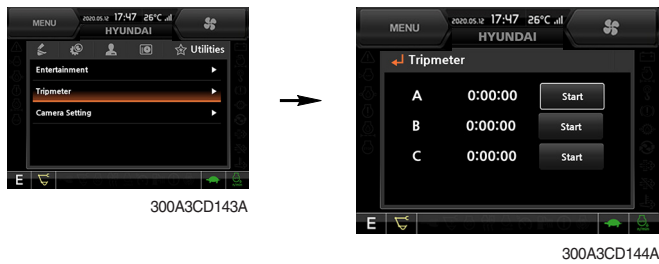 MENU
2020.05.12 17:47 26°C
HYUNDAI
Utilities
Entertainment
Tripmeter
Camera Setting
E
300A3CD143A
MENU
2020.05.12 17:47 26°C
HYUNDAI
Tripmeter
A 0:00:00 Start
B 0:00:00 Start
C 0:00:00 Start
E
300A3CD144A